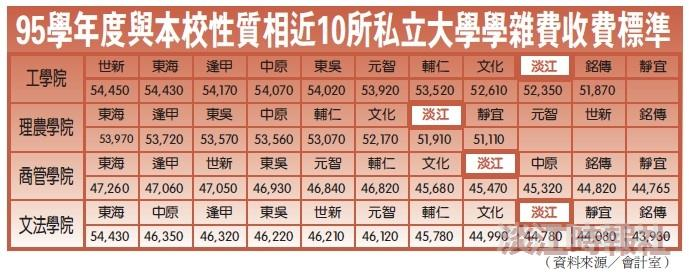 95學年度與本校性質相近10所私立大學學雜費收費標準
工學院 世新 東海 逢甲 中原 東吳 元智 輔仁 文化 淡江 銘傳 靜宜
54,450 54,430 54,170 54,070 54,020 53,920 53,520 52,610 52,350 51,870
理農學院 東海 逢甲 東吳 中原 輔仁 文化 淡江 靜宜 元智 世新 銘傳
53,970 53,720 53,570 53,560 53,070 52,170 51,910 51,110
商管學院 東海 逢甲 世新 東吳 元智 輔仁 文化 淡江 中原 銘傳 靜宜
47,260 47,060 47,050 46,930 46,840 46,820 45,680 45,470 45,320 44,820 44,765
文法學院 東海 中原 逢甲 東吳 世新 元智 輔仁 文化 淡江 靜宜 銘傳
54,430 46,350 46,320 46,220 46,210 46,120 45,780 44,990 44,780 44,080 43,930
淡江時報社
（資料來源／會計室）